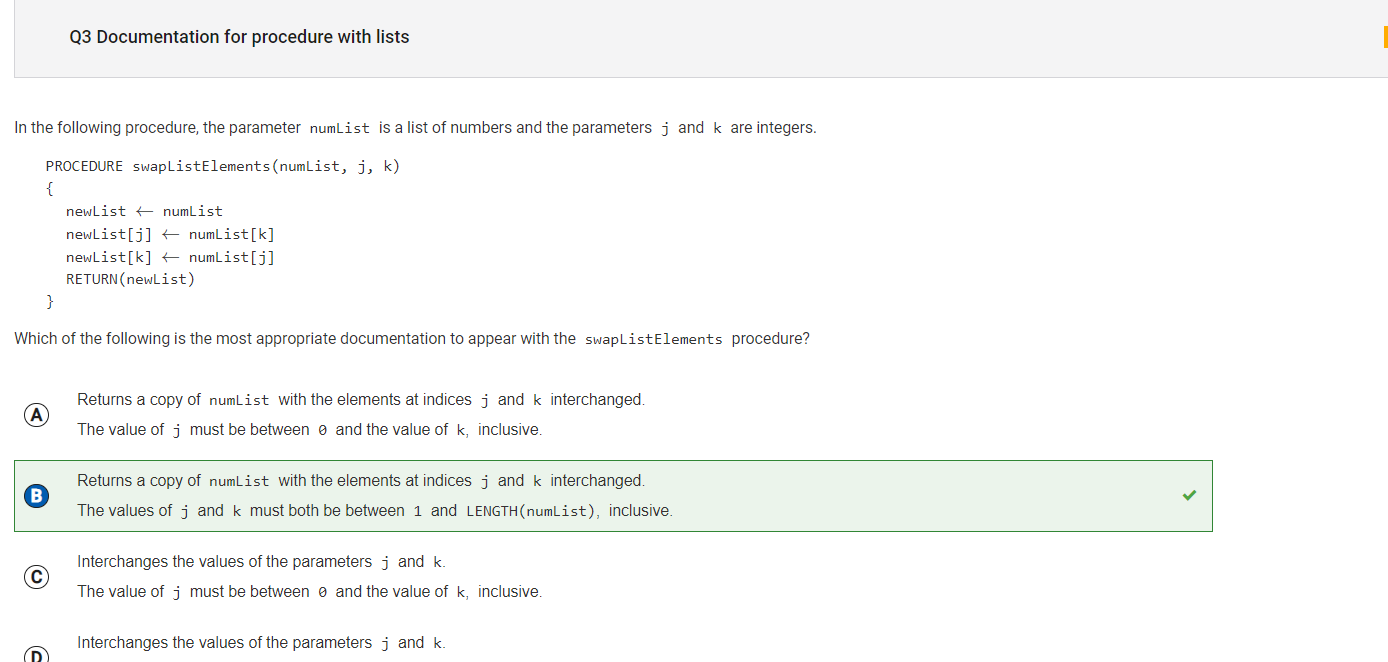 Q3 Documentation for procedure with lists
In the following procedure, the parameter numList is a list of numbers and the parameters j and k are integers.
PROCEDURE swapListElements(numList, j, k)
{
newList ← numList
newList[j] ← numList[k]
newList[k] ← numList[j]
RETURN(newList)
}
Which of the following is the most appropriate documentation to appear with the swapListElements procedure?
A
Returns a copy of numList with the elements at indices j and k interchanged.
The value of j must be between 0 and the value of k, inclusive.
B
Returns a copy of numList with the elements at indices j and k interchanged.
The values of j and k must both be between 1 and LENGTH(numList), inclusive.
C
Interchanges the values of the parameters j and k.
The value of j must be between 0 and the value of k, inclusive.
D
Interchanges the values of the parameters j and k.